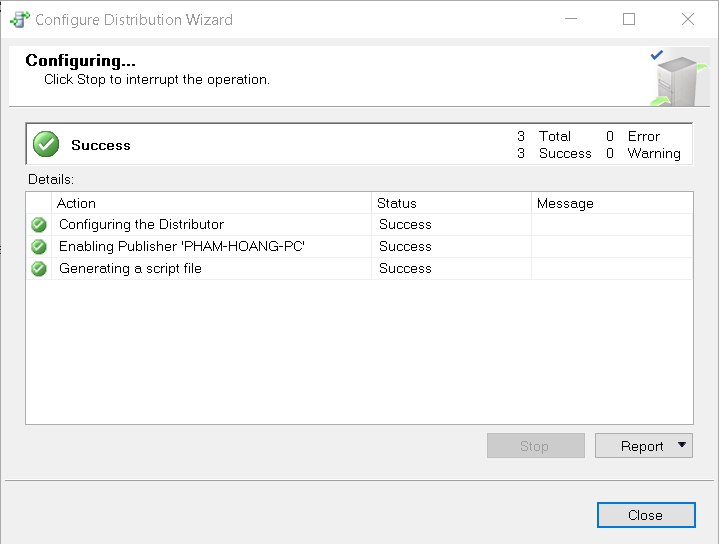 Configure Distribution Wizard
Configuring...
Click Stop to interrupt the operation.
Success
3 Total 0 Error
3 Success 0 Warning
Details:
Action Status Message
Configuring the Distributor Success
Enabling Publisher 'PHAM-HOANG-PC' Success
Generating a script file Success
Stop Report
Close